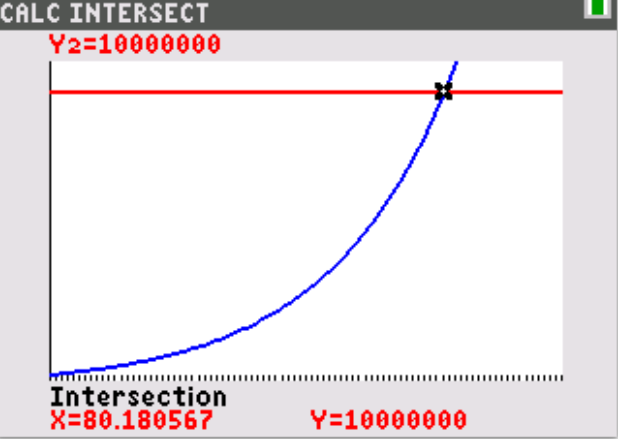 CALC INTERSECT
Y2=10000000
Intersection
X=80.180567 Y=10000000